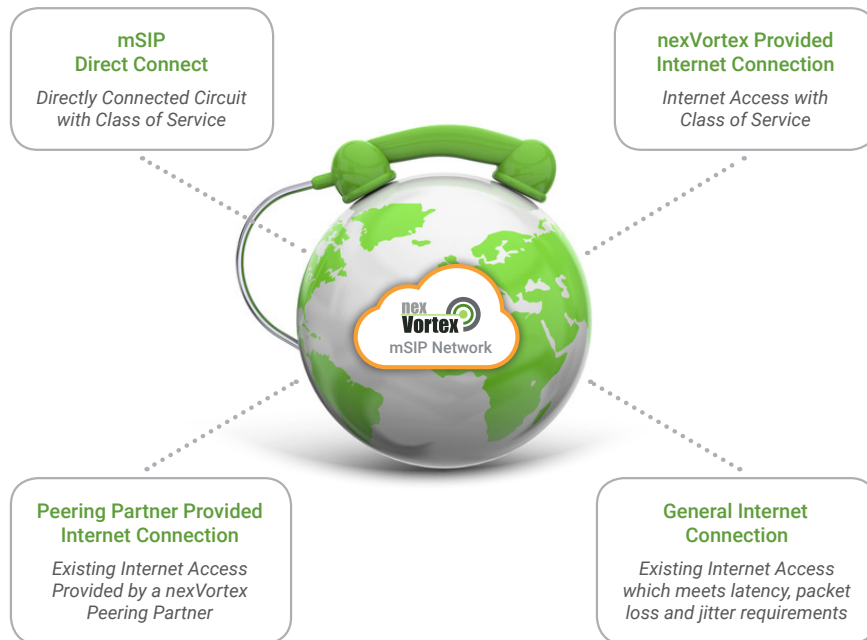 mSIP
Direct Connect
Directly Connected Circuit
with Class of Service
nexVortex Provided
Internet Connection
Internet Access with
Class of Service
nex
Vortex
mSIP Network
Peering Partner Provided
Internet Connection
Existing Internet Access
Provided by a nexVortex
Peering Partner
General Internet
Connection
Existing Internet Access
which meets latency, packet
loss and jitter requirements